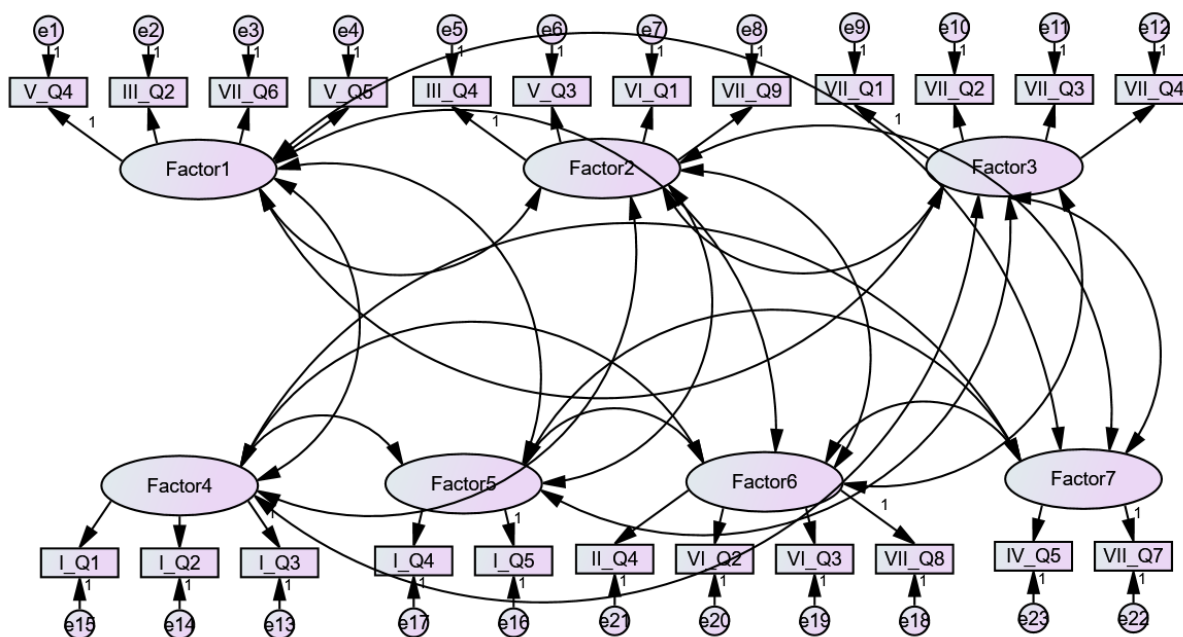 e1 e2 e3 e4 e5 e6 e7 e8 e9 e10 e11 e12
1 1 1 1 1 1 1 1 1 1 1 1
V_Q4 III_Q2 VII_Q6 V_Q5 III_Q4 V_Q3 VI_Q1 VII_Q9 VII_Q1 VII_Q2 VII_Q3 VII_Q4
1 1 1
Factor1 Factor2 Factor3
Factor4 Factor5 Factor6 Factor7
1 1 1 1
I_Q1 I_Q2 I_Q3 I_Q4 I_Q5 II_Q4 VI_Q2 VI_Q3 VII_Q8 IV_Q5 VII_Q7
1 1 1 1 1 1 1 1 1 1 1
e15 e14 e13 e17 e16 e21 e20 e19 e18 e23 e22